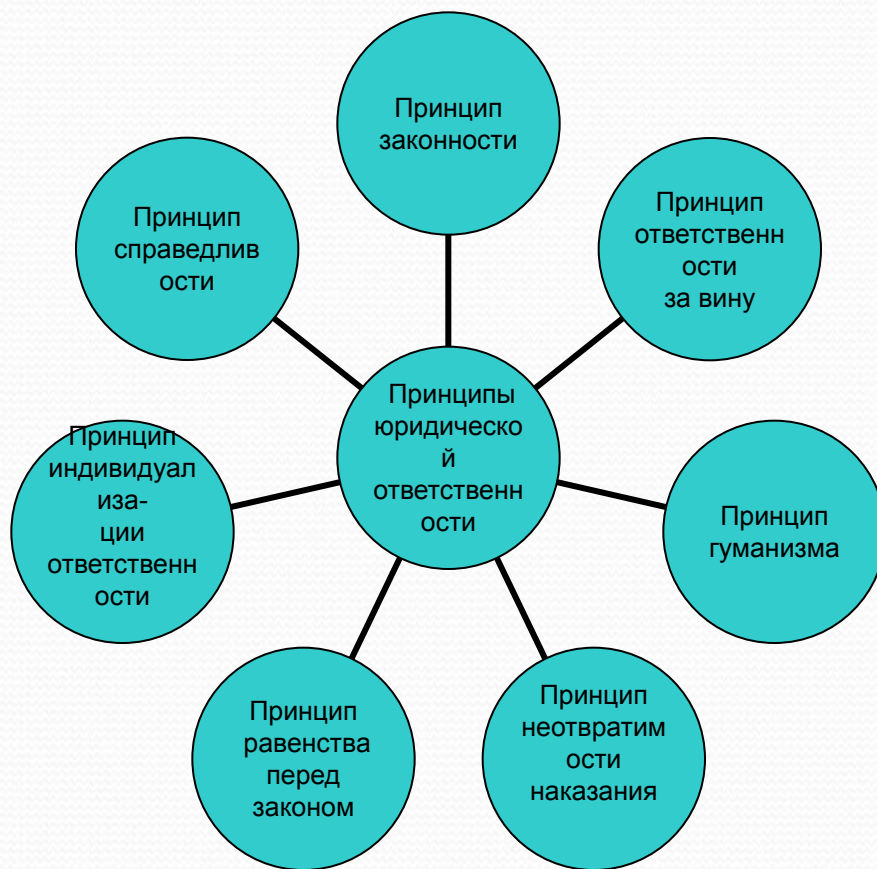 Принцип
законности
Принцип
справедлив
ости
Принцип
ответственн
ости
за вину
Принципы
юридическо
й
ответственн
ости
Принцип
индивидуал
иза-
ции
ответственн
ости
Принцип
гуманизма
Принцип
равенства
перед
законом
Принцип
неотвратим
ости
наказания